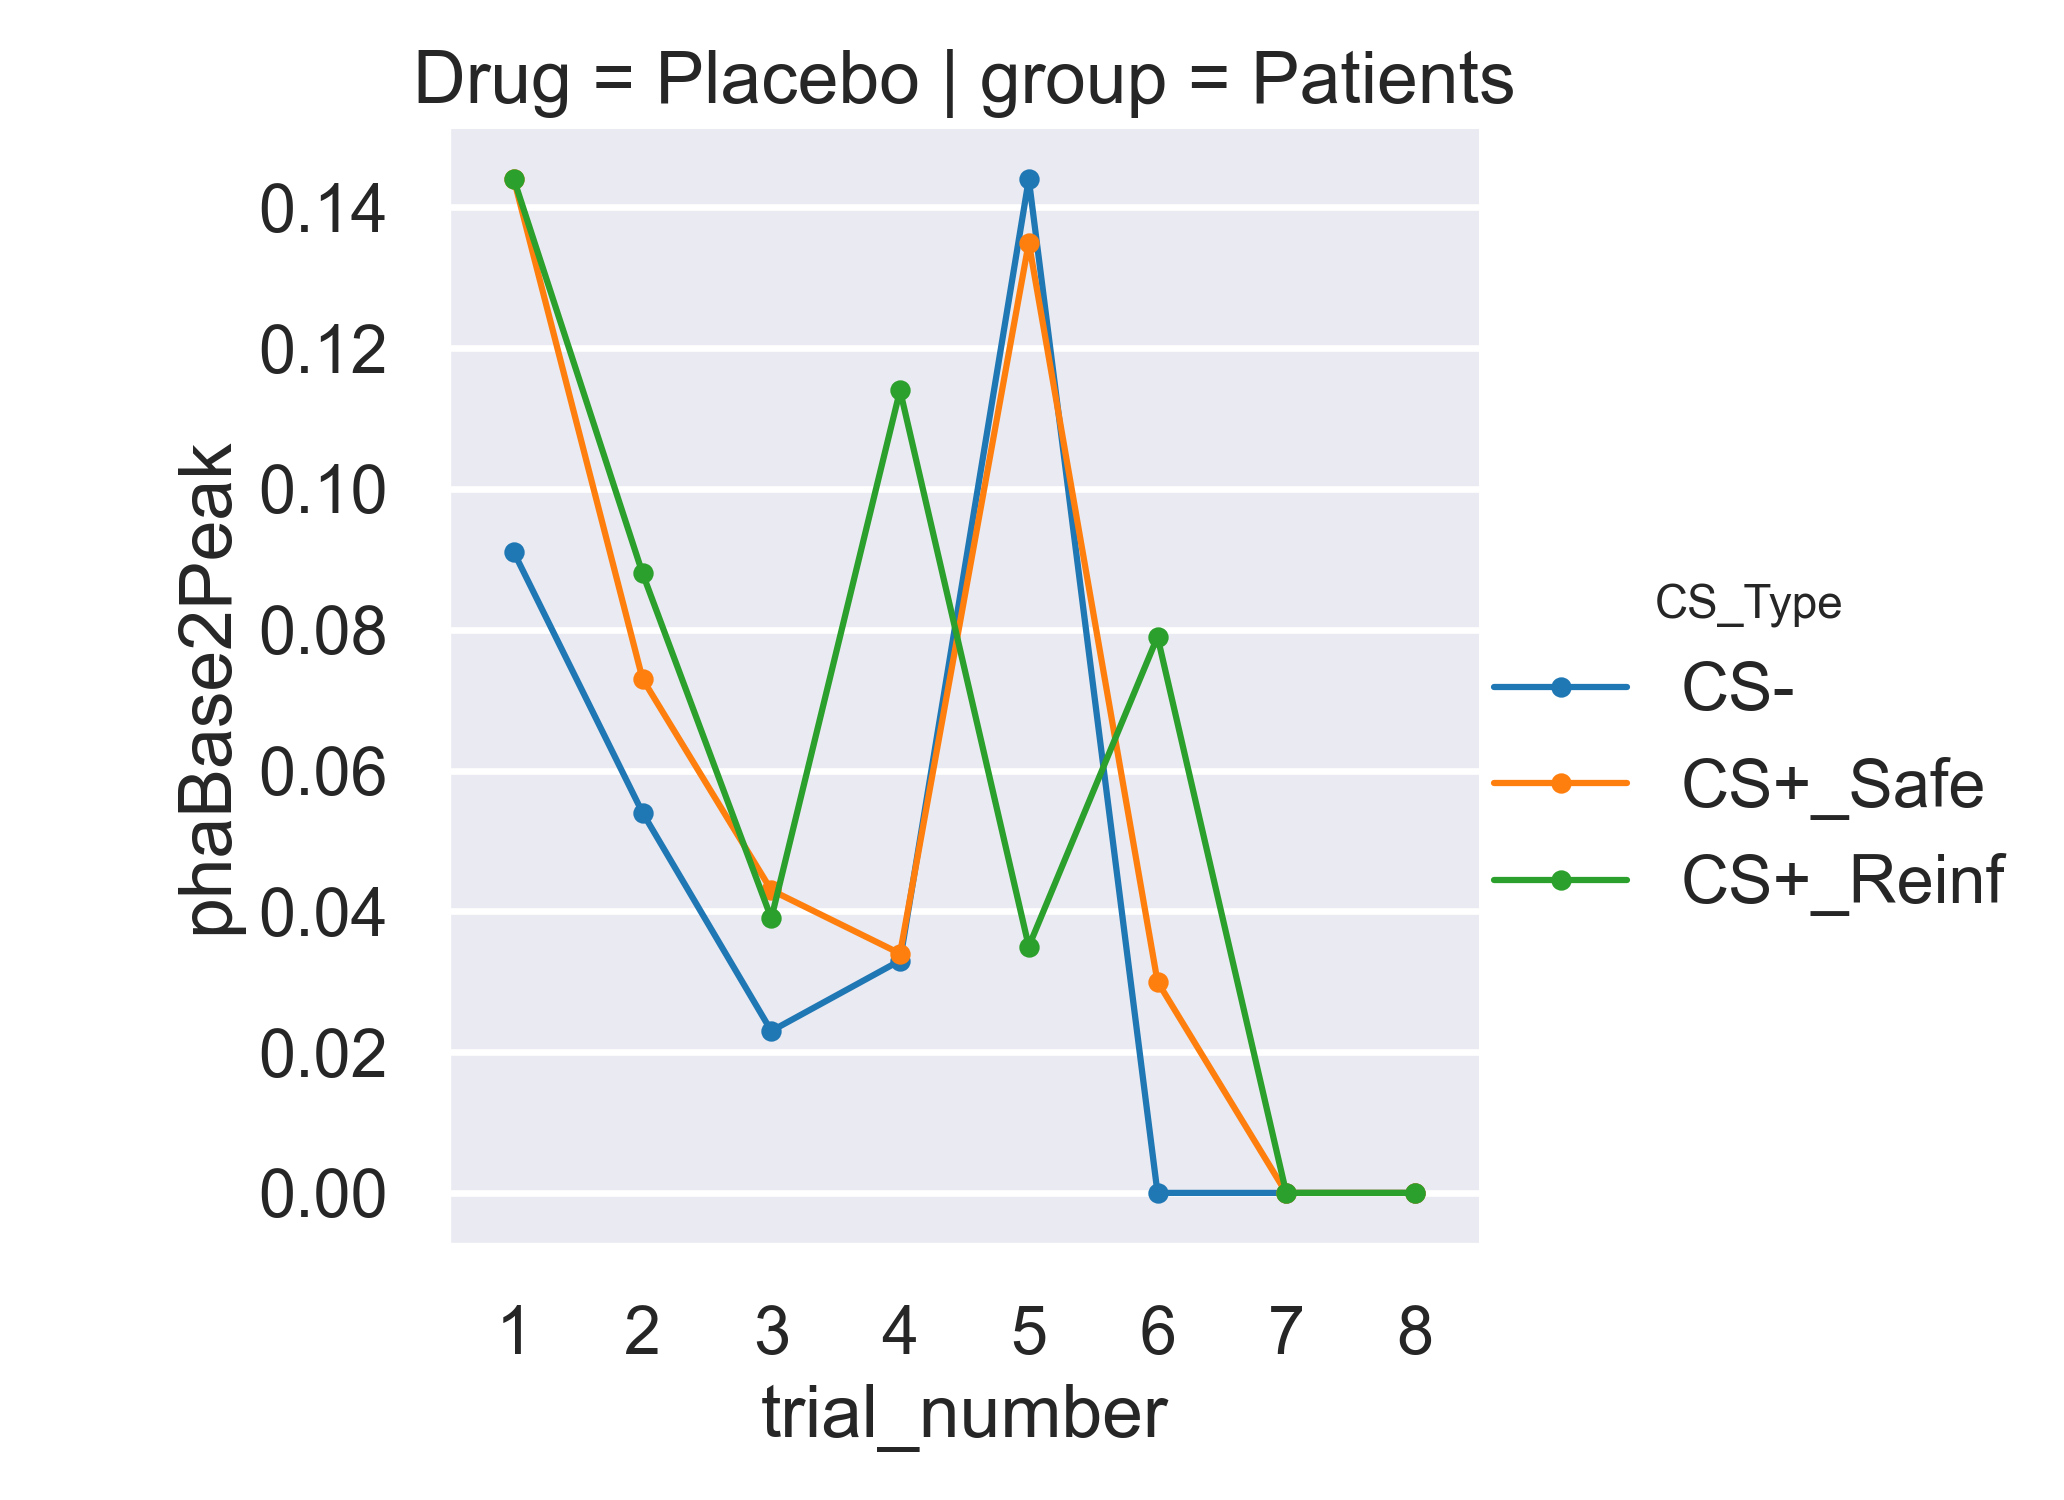 Drug = Placebo | group = Patients
0.14
0.12
0.10
0.08
0.06
0.04
0.02
0.00
phaBase2Peak
1 2 3 4 5 6 7 8
trial_number
CS_Type
CS-
CS+_Safe
CS+_Reinf